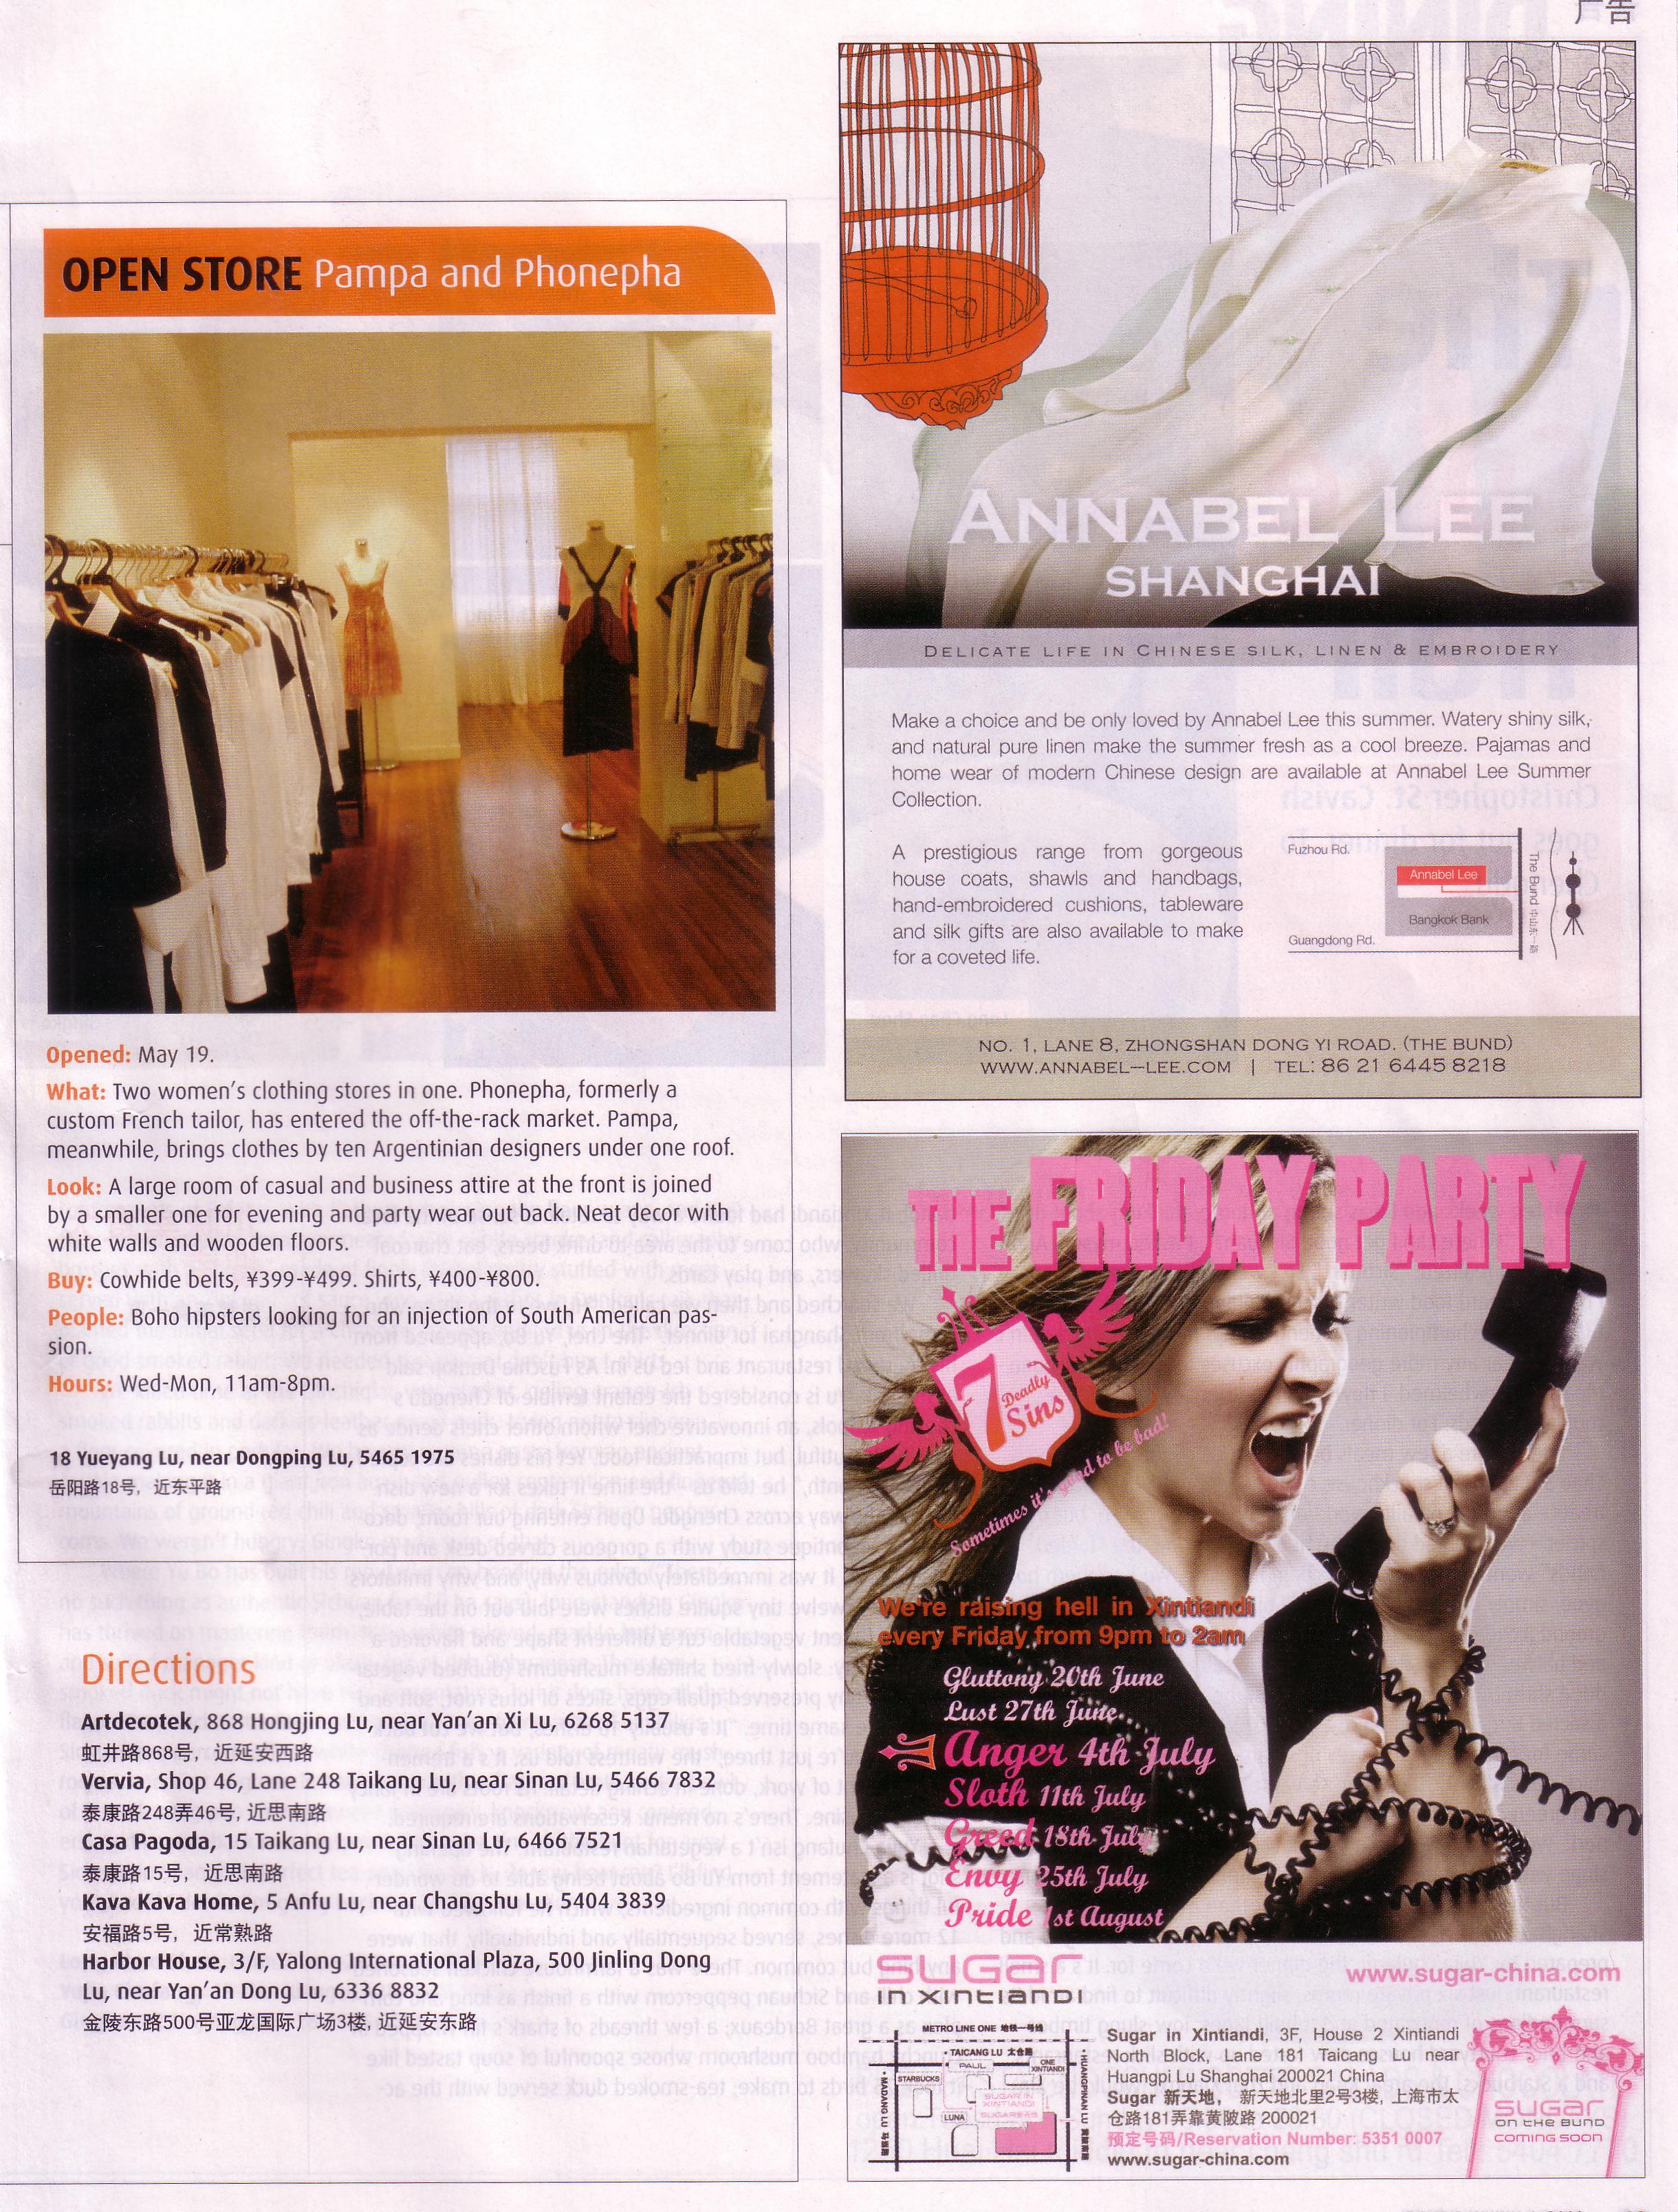 广告
OPEN STORE Pampa and Phonepha
Opened: May 19.
What: Two women's clothing stores in one. Phonepha, formerly a
custom French tailor, has entered the off-the-rack market. Pampa,
meanwhile, brings clothes by ten Argentinian designers under one roof.
Look: A large room of casual and business attire at the front is joined
by a smaller one for evening and party wear out back. Neat decor with
white walls and wooden floors.
Buy: Cowhide belts, ¥399-¥499. Shirts, ¥400-¥800.
People: Boho hipsters looking for an injection of South American pas-
sion.
Hours: Wed-Mon, 11am-8pm.
18 Yueyang Lu, near Dongping Lu, 5465 1975
岳阳路18号, 近东平路
Directions
Artdecotek, 868 Hongjing Lu, near Yan'an Xi Lu, 6268 5137
虹井路868号, 近延安西路
Vervia, Shop 46, Lane 248 Taikang Lu, near Sinan Lu, 5466 7832
泰康路248弄46号, 近思南路
Casa Pagoda, 15 Taikang Lu, near Sinan Lu, 6466 7521
泰康路15号, 近思南路
Kava Kava Home, 5 Anfu Lu, near Changshu Lu, 5404 3839
安福路5号, 近常熟路
Harbor House, 3/F, Yalong International Plaza, 500 Jinling Dong
Lu, near Yan'an Dong Lu, 6336 8832
金陵东路500号亚龙国际广场3楼, 近延安东路
ANNABEL LEE
SHANGHAI
DELICATE LIFE IN CHINESE SILK, LINEN & EMBROIDERY
Make a choice and be only loved by Annabel Lee this summer. Watery shiny silk,
and natural pure linen make the summer fresh as a cool breeze. Pajamas and
home wear of modern Chinese design are available at Annabel Lee Summer
Collection.
A prestigious range from gorgeous
house coats, shawls and handbags,
hand-embroidered cushions, tableware
and silk gifts are also available to make
for a coveted life.
Fuzhou Rd.
Annabel Lee
Bangkok Bank
Guangdong Rd.
The Bund 中山东一路
NO. 1, LANE 8, ZHONGSHAN DONG YI ROAD. (THE BUND)
WWW.ANNABEL-LEE.COM | TEL: 86 21 6445 8218
THE FRIDAY PARTY
7 Deadly
Sins
Sometimes it's good to be bad!
We're raising hell in Xintiandi
every Friday from 9pm to 2am
Gluttony 20th June
Lust 27th June
Anger 4th July
Sloth 11th July
Greed 18th July
Envy 25th July
Pride 1st August
sugar
in xintiandi
www.sugar-china.com
METRO LINE ONE 地铁一号线
TAICANG LU 太仓路
PAUL
ONE XINTIANDI
STARBUCKS
SUGAR IN
XINTIANDI
SUGAR新天地
LUNA
MADANG LU 马当路
HUANGPINAN LU 黄陂南路
Sugar in Xintiandi, 3F, House 2 Xintiandi
North Block, Lane 181 Taicang Lu near
Huangpi Lu Shanghai 200021 China
Sugar 新天地, 新天地北里2号3楼, 上海市太
仓路181弄靠黄陂路 200021
预定号码/Reservation Number: 5351 0007
www.sugar-china.com
sugar
on the bund
coming soon